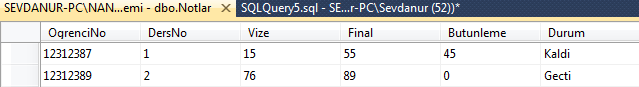 SEVDANUR-PC\NAN...emi - dbo.Notlar SQLQuery5.sql - SE...r-PC\Sevdanur (52))*
OgrenciNo DersNo Vize Final Butunleme Durum
12312387 1 15 55 45 Kaldi
12312389 2 76 89 0 Gecti